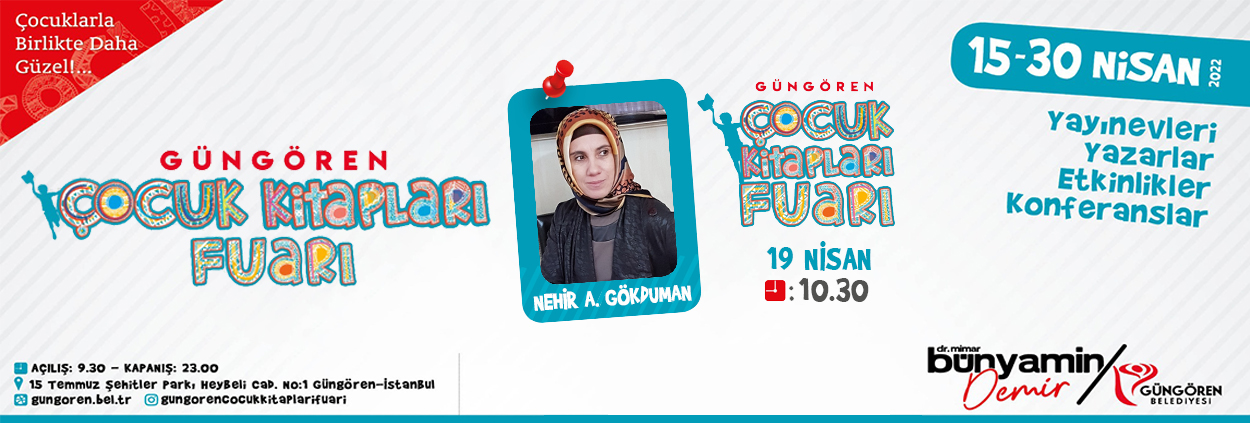 Çocuklarla
Birlikte Daha
Güzel!...
GÜNGÖREN
ÇOCUK KİTAPLARI
FUARI
AÇILIŞ: 9.30 – KAPANIŞ: 23.00
15 Temmuz Şehitler Parkı Heybeli Cad. No:1 Güngören-İstanbul
gungoren.bel.tr
gungorencocukkitaplarifuari
NEHİR A. GÖKDUMAN
GÜNGÖREN
ÇOCUK
KİTAPLARI
FUARI
19 NİSAN
: 10.30
15-30 NİSAN 2022
Yayınevleri
Yazarlar
Etkinlikler
Konferanslar
dr. mimar
bünyamin
Demir
GÜNGÖREN
BELEDİYESİ